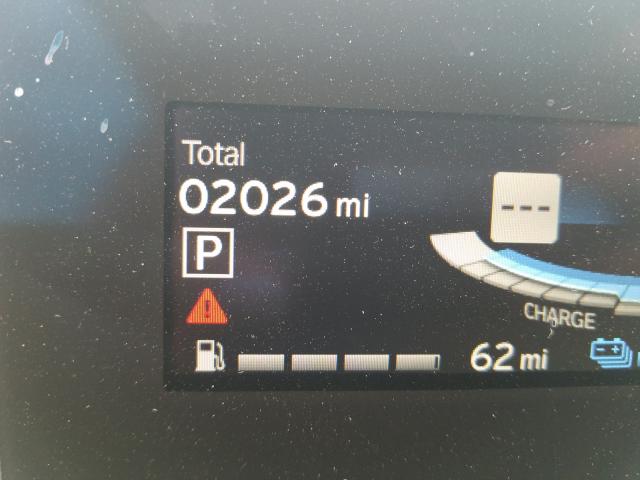 Total
02026 mi
---
P
!
CHARGE
62 mi